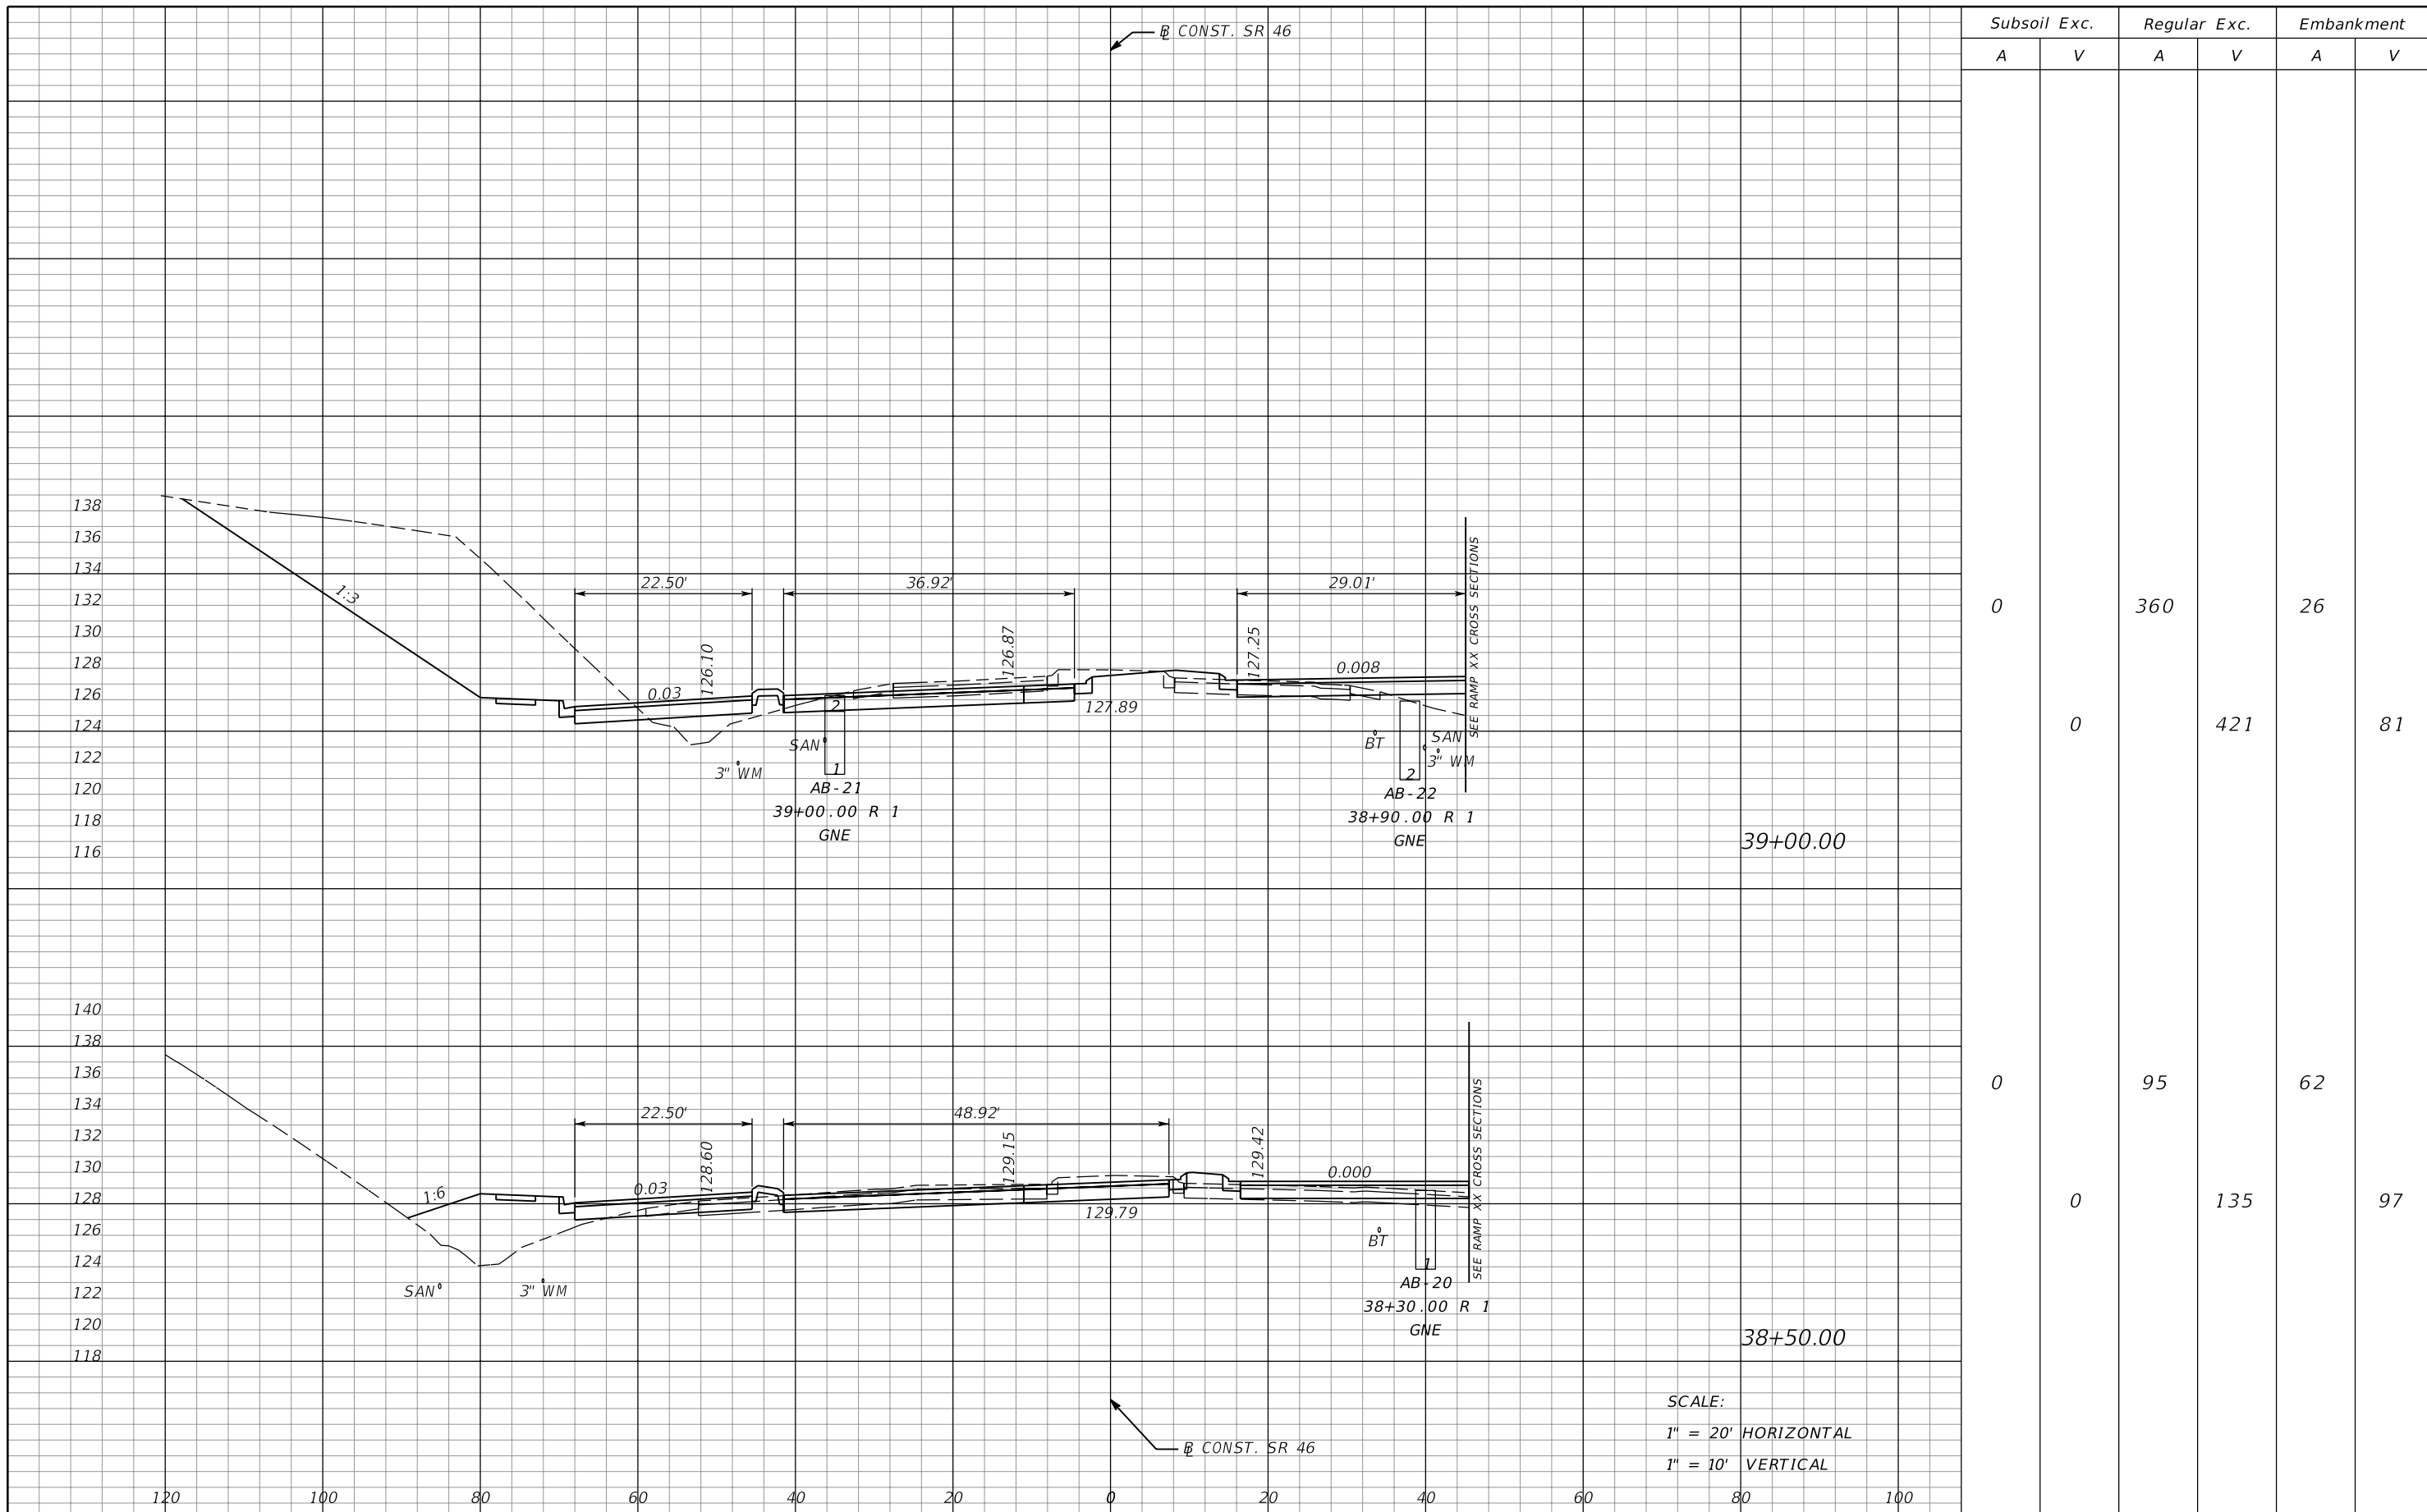 Subsoil Exc. Regular Exc. Embankment
A V A V A V
℄ CONST. SR 46
138
136
134
132
130
128
126
124
122
120
118
116
1:3
22.50' 36.92' 29.01'
0.03 126.10 126.87 127.25 0.008
127.89
SEE RAMP XX CROSS SECTIONS
2
SAN
3" WM
1
AB-21
39+00.00 R 1
GNE
BT
SAN
3" WM
2
AB-22
38+90.00 R 1
GNE
39+00.00
0 360 26
0 421 81
140
138
136
134
132
130
128
126
124
122
120
118
22.50' 48.92'
1:6 0.03 128.60 129.15 129.42 0.000
129.79
SEE RAMP XX CROSS SECTIONS
SAN
3" WM
BT
1
AB-20
38+30.00 R 1
GNE
38+50.00
0 95 62
0 135 97
℄ CONST. SR 46
SCALE:
1" = 20' HORIZONTAL
1" = 10' VERTICAL
120 100 80 60 40 20 0 20 40 60 80 100